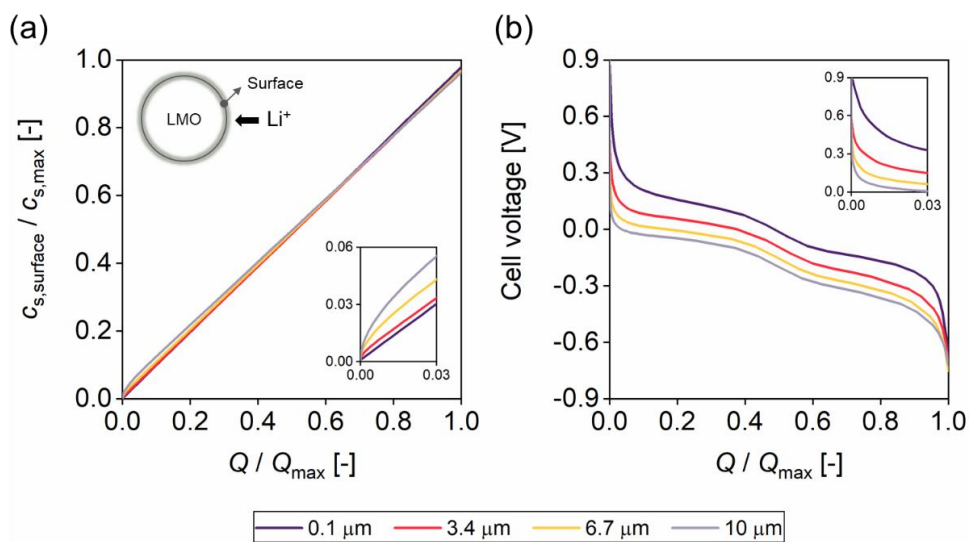 (a)
c_s,surface / c_s,max [-]
1.0
0.8
0.6
0.4
0.2
0.0
Surface
LMO
Li⁺
0.06
0.03
0.00
0.00 0.03
0.0 0.2 0.4 0.6 0.8 1.0
Q / Q_max [-]
(b)
Cell voltage [V]
0.9
0.6
0.3
0.0
-0.3
-0.6
-0.9
0.9
0.6
0.3
0.0
0.00 0.03
0.0 0.2 0.4 0.6 0.8 1.0
Q / Q_max [-]
0.1 μm 3.4 μm 6.7 μm 10 μm